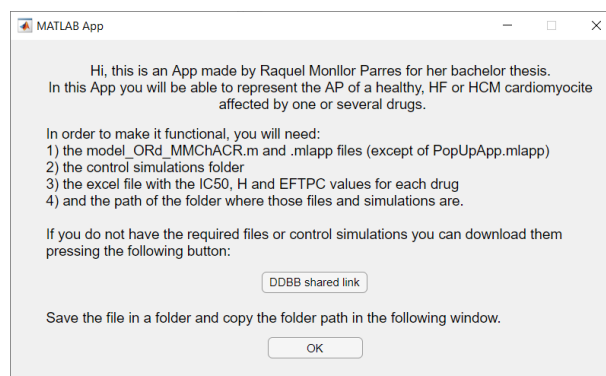 MATLAB App
Hi, this is an App made by Raquel Monllor Parres for her bachelor thesis.
In this App you will be able to represent the AP of a healthy, HF or HCM cardiomyocite
affected by one or several drugs.
In order to make it functional, you will need:
1) the model_ORd_MMChACR.m and .mlapp files (except of PopUpApp.mlapp)
2) the control simulations folder
3) the excel file with the IC50, H and EFTPC values for each drug
4) and the path of the folder where those files and simulations are.
If you do not have the required files or control simulations you can download them
pressing the following button:
DDBB shared link
Save the file in a folder and copy the folder path in the following window.
OK